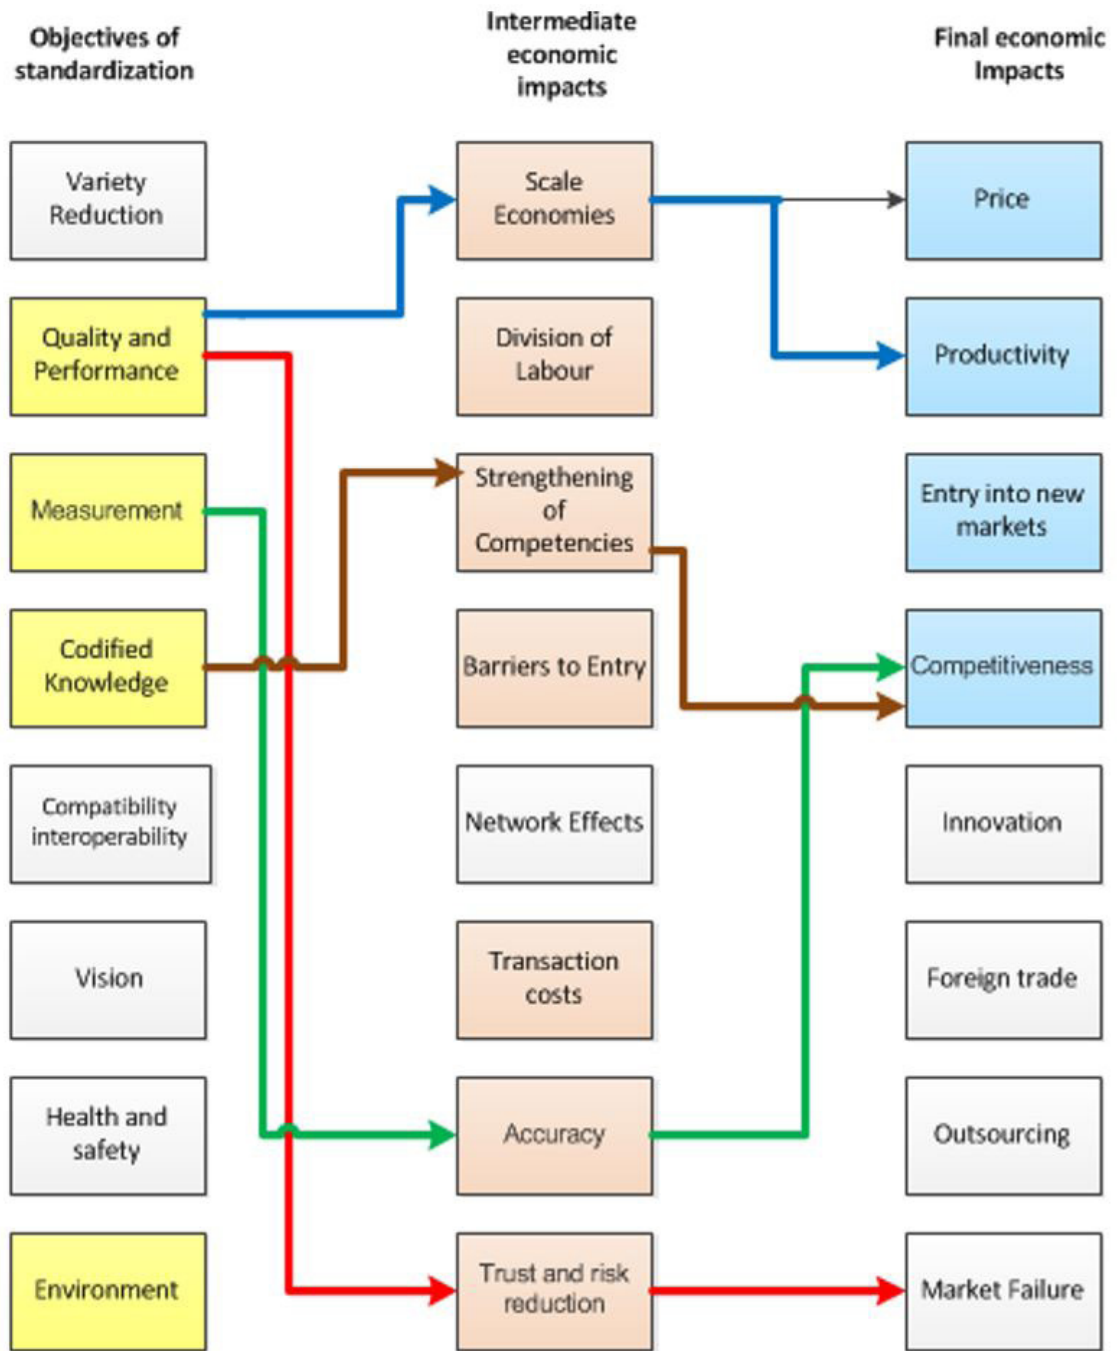 Objectives of
standardization
Intermediate
economic
impacts
Final economic
Impacts
Variety
Reduction
Scale
Economies
Price
Quality and
Performance
Division of
Labour
Productivity
Measurement
Strengthening
of
Competencies
Entry into new
markets
Codified
Knowledge
Barriers to Entry
Competitiveness
Compatibility
interoperability
Network Effects
Innovation
Vision
Transaction
costs
Foreign trade
Health and
safety
Accuracy
Outsourcing
Environment
Trust and risk
reduction
Market Failure